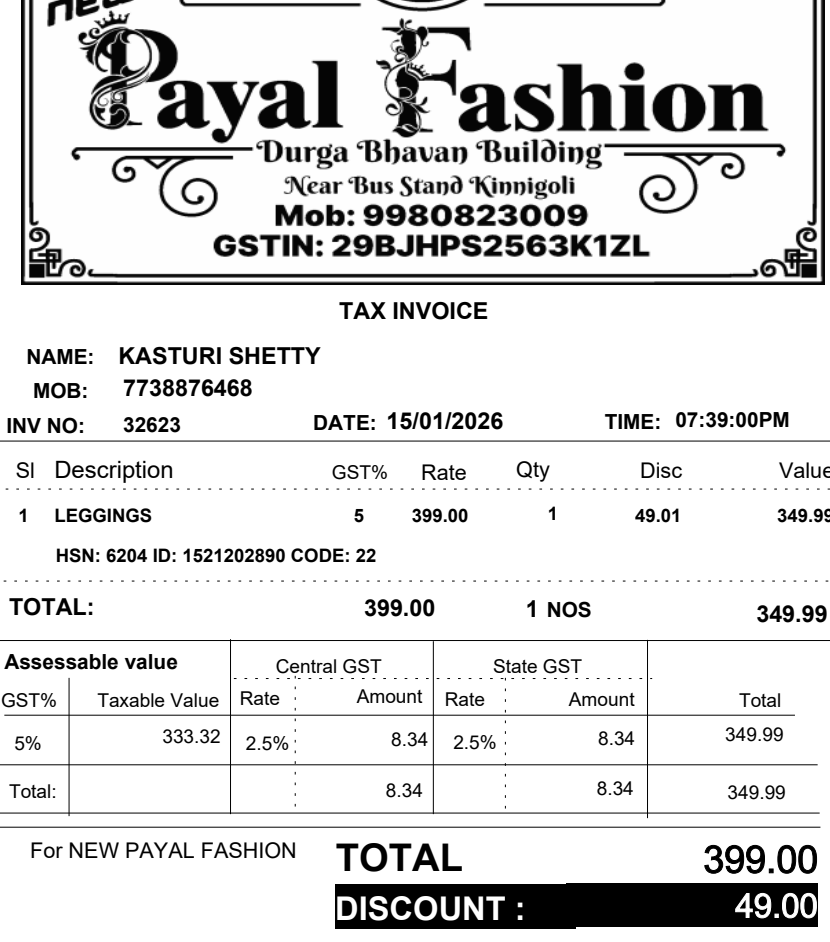 new
Payal Fashion
Durga Bhavan Building
Near Bus Stand Kinnigoli
Mob: 9980823009
GSTIN: 29BJHPS2563K1ZL
TAX INVOICE
NAME: KASTURI SHETTY
MOB: 7738876468
INV NO: 32623 DATE: 15/01/2026 TIME: 07:39:00PM
Sl Description GST% Rate Qty Disc Value
1 LEGGINGS 5 399.00 1 49.01 349.99
HSN: 6204 ID: 1521202890 CODE: 22
TOTAL: 399.00 1 NOS 349.99
Assessable value Central GST State GST
GST% Taxable Value Rate Amount Rate Amount Total
5% 333.32 2.5% 8.34 2.5% 8.34 349.99
Total: 8.34 8.34 349.99
For NEW PAYAL FASHION TOTAL 399.00
DISCOUNT : 49.00